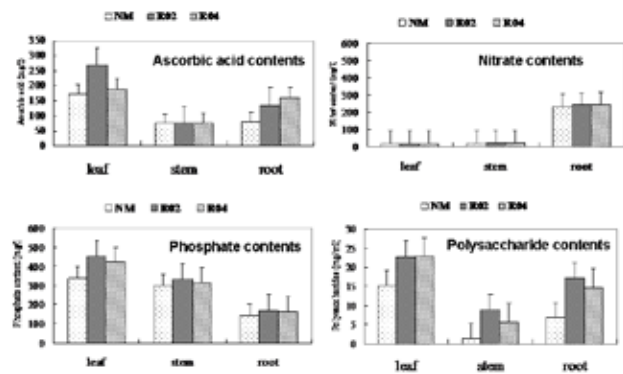 NM R02 R04
Ascorbic acid contents
350
300
250
200
150
100
50
0
leaf stem root
NM R02 R04
Nitrate contents
600
500
400
300
200
100
0
leaf stem root
NM R02 R04
Phosphate contents
Phosphate content
600
500
400
300
200
100
0
leaf stem root
NM R02 R04
Polysaccharide contents
30
25
20
15
10
5
0
leaf stem root